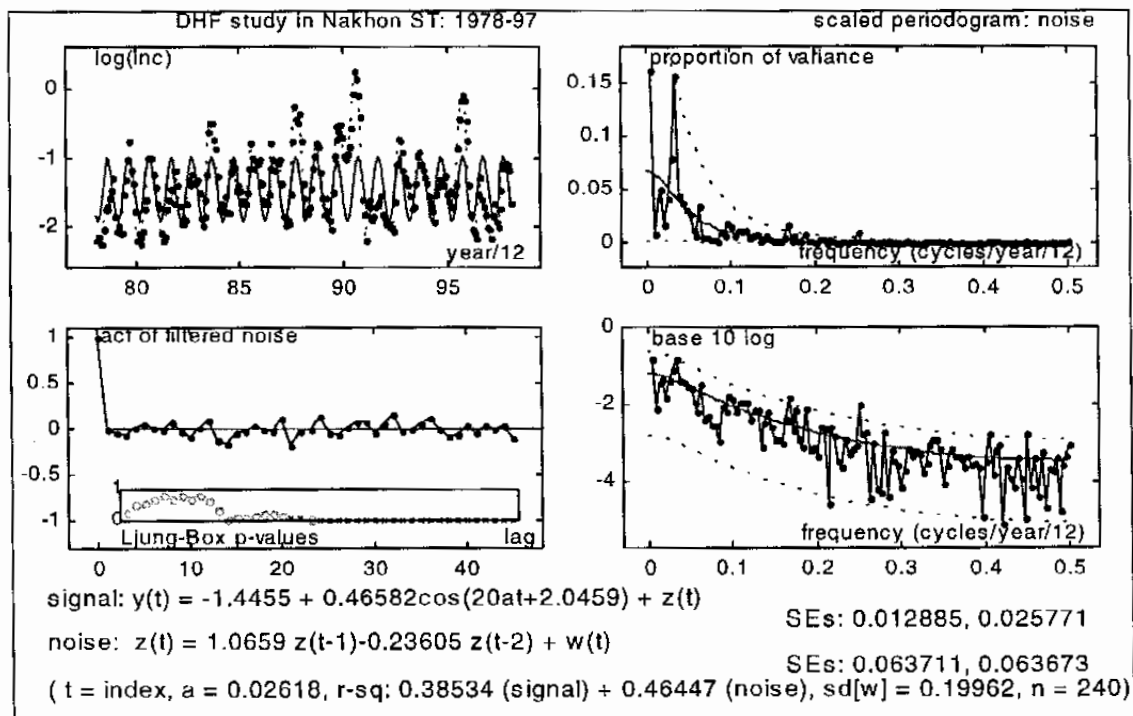 DHF study in Nakhon ST: 1978-97
scaled periodogram: noise
log(Inc)
0
-1
-2
year/12
80 85 90 95
proportion of variance
0.15
0.1
0.05
0
frequency (cycles/year/12)
0 0.1 0.2 0.3 0.4 0.5
acf of filtered noise
1
0.5
0
-0.5
-1
1
0
Ljung-Box p-values
lag
0 10 20 30 40
base 10 log
0
-2
-4
frequency (cycles/year/12)
0 0.1 0.2 0.3 0.4 0.5
signal: y(t) = -1.4455 + 0.46582cos(20at+2.0459) + z(t)
SEs: 0.012885, 0.025771
noise: z(t) = 1.0659 z(t-1)-0.23605 z(t-2) + w(t)
SEs: 0.063711, 0.063673
( t = index, a = 0.02618, r-sq: 0.38534 (signal) + 0.46447 (noise), sd[w] = 0.19962, n = 240)